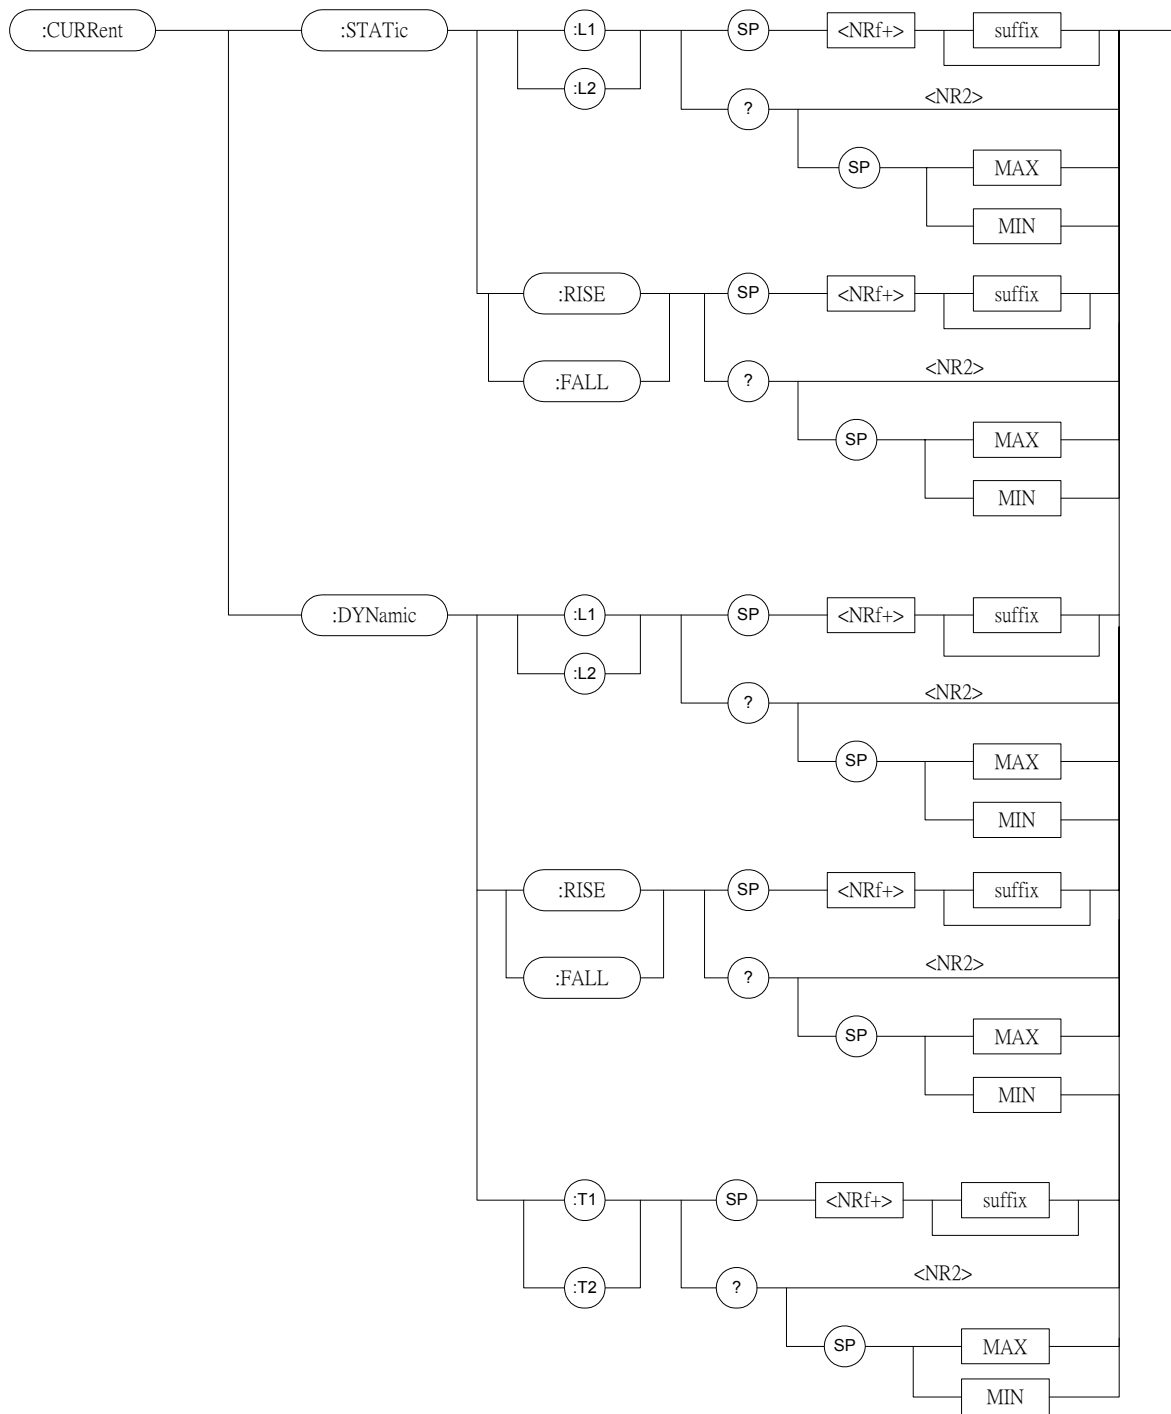 :CURRent :STATic :L1 SP <NRf+> suffix
:L2
? <NR2>
SP MAX
MIN
:RISE SP <NRf+> suffix
:FALL ? <NR2>
SP MAX
MIN
:DYNamic :L1 SP <NRf+> suffix
:L2
? <NR2>
SP MAX
MIN
:RISE SP <NRf+> suffix
:FALL ? <NR2>
SP MAX
MIN
:T1 SP <NRf+> suffix
:T2 ? <NR2>
SP MAX
MIN